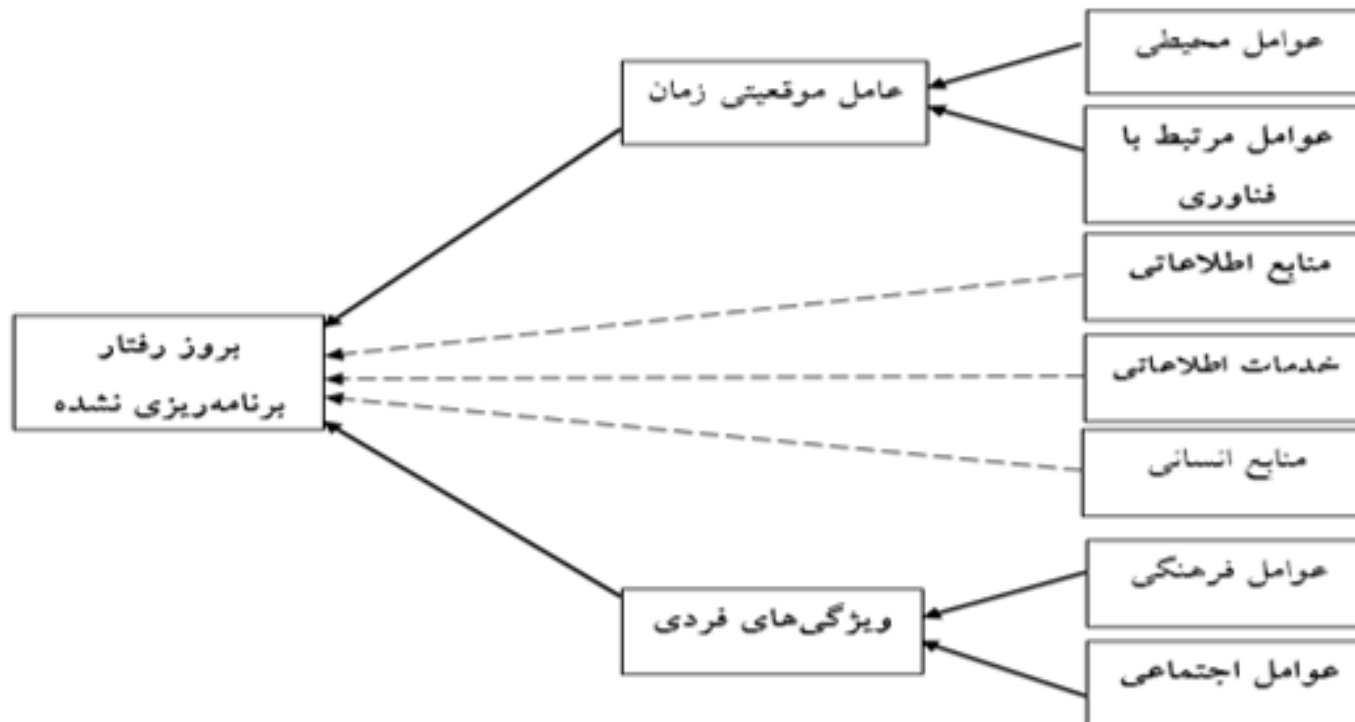 عوامل محیطی
عامل موقعیتی زمان
عوامل مرتبط با
فناوری
منابع اطلاعاتی
خدمات اطلاعاتی
بروز رفتار
برنامه‌ریزی نشده
منابع انسانی
عوامل فرهنگی
ویژگی‌های فردی
عوامل اجتماعی